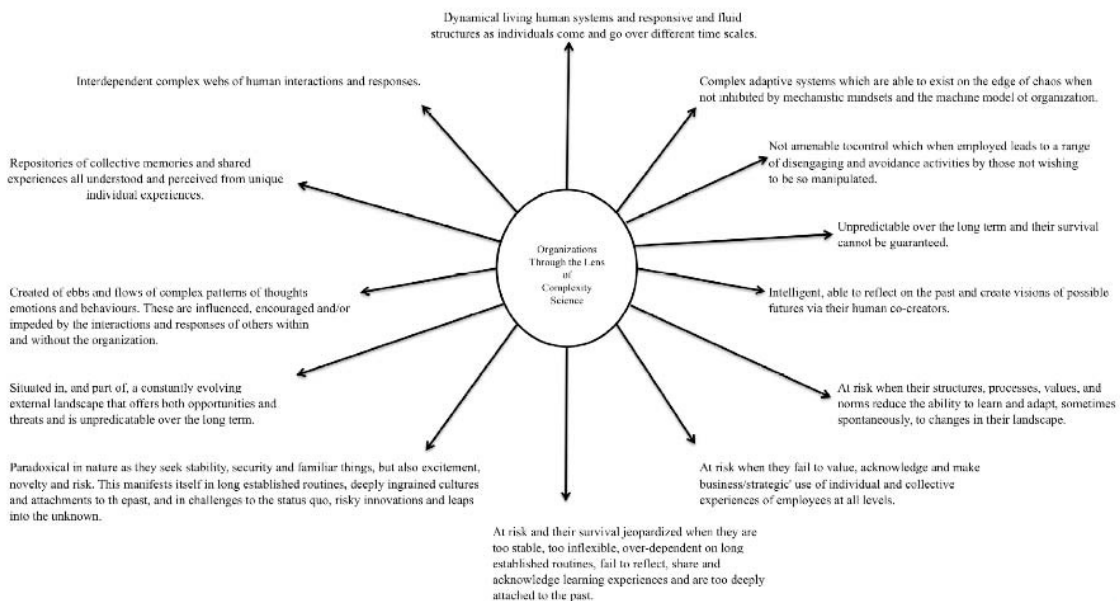 Dynamical living human systems and responsive and fluid
structures as individuals come and go over different time scales.
Interdependent complex webs of human interactions and responses.
Complex adaptive systems which are able to exist on the edge of chaos when
not inhibited by mechanistic mindsets and the machine model of organization.
Repositories of collective memories and shared
experiences all understood and perceived from unique
individual experiences.
Not amenable tocontrol which when employed leads to a range
of disengaging and avoidance activities by those not wishing
to be so manipulated.
Unpredictable over the long term and their survival
cannot be guaranteed.
Organizations
Through the Lens
of
Complexity
Science
Created of ebbs and flows of complex patterns of thoughts
emotions and behaviours. These are influenced, encouraged and/or
impeded by the interactions and responses of others within
and without the organization.
Intelligent, able to reflect on the past and create visions of possible
futures via their human co-creators.
Situated in, and part of, a constantly evolving
external landscape that offers both opportunities and
threats and is unpredicatable over the long term.
At risk when their structures, processes, values, and
norms reduce the ability to learn and adapt, sometimes
spontaneously, to changes in their landscape.
Paradoxical in nature as they seek stability, security and familiar things, but also excitement,
novelty and risk. This manifests itself in long established routines, deeply ingrained cultures
and attachments to th epast, and in challenges to the status quo, risky innovations and leaps
into the unknown.
At risk when they fail to value, acknowledge and make
business/strategic' use of individual and collective
experiences of employees at all levels.
At risk and their survival jeopardized when they are
too stable, too inflexible, over-dependent on long
established routines, fail to reflect, share and
acknowledge learning experiences and are too deeply
attached to the past.